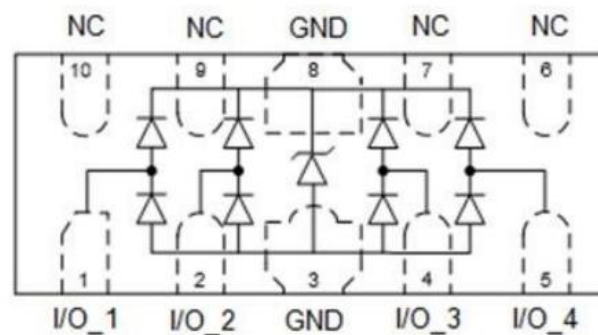 NC NC GND NC NC
10 9 8 7 6
1 2 3 4 5
I/O_1 I/O_2 GND I/O_3 I/O_4